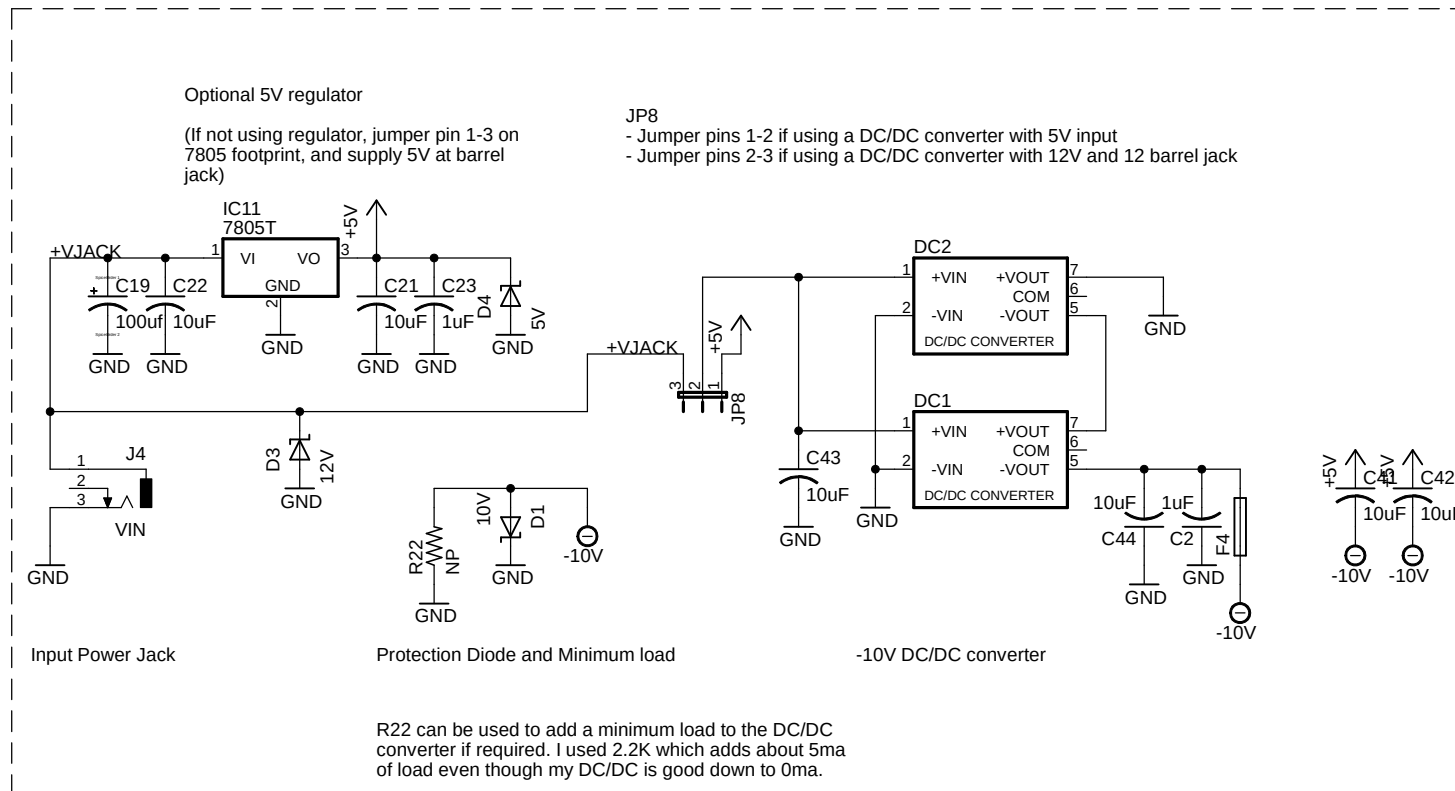 Optional 5V regulator
(If not using regulator, jumper pin 1-3 on
7805 footprint, and supply 5V at barrel
jack)
JP8
- Jumper pins 1-2 if using a DC/DC converter with 5V input
- Jumper pins 2-3 if using a DC/DC converter with 12V and 12 barrel jack
IC11
7805T
+VJACK
1
VI
VO
3
GND
2
GND
+5V
C19
100uf
GND
C22
10uF
GND
C21
10uF
GND
C23
1uF
GND
D4
5V
GND
+VJACK
+5V
3
2
1
JP8
DC2
1
+VIN
+VOUT
7
COM
6
2
-VIN
-VOUT
5
DC/DC CONVERTER
GND
DC1
1
+VIN
+VOUT
7
COM
6
2
-VIN
-VOUT
5
DC/DC CONVERTER
GND
C43
10uF
GND
J4
1
2
3
VIN
GND
D3
12V
GND
R22
NP
GND
10V
D1
GND
-10V
10uF
C44
GND
1uF
C2
GND
F4
-10V
+5V
C41
10uF
-10V
+5V
C42
10uF
-10V
Input Power Jack
Protection Diode and Minimum load
-10V DC/DC converter
R22 can be used to add a minimum load to the DC/DC
converter if required. I used 2.2K which adds about 5ma
of load even though my DC/DC is good down to 0ma.